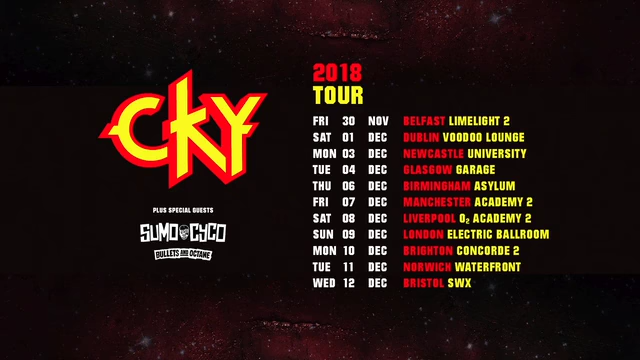 CKY
PLUS SPECIAL GUESTS
SUMO CYCO
BULLETS AND OCTANE
2018
TOUR
FRI 30 NOV BELFAST LIMELIGHT 2
SAT 01 DEC DUBLIN VOODOO LOUNGE
MON 03 DEC NEWCASTLE UNIVERSITY
TUE 04 DEC GLASGOW GARAGE
THU 06 DEC BIRMINGHAM ASYLUM
FRI 07 DEC MANCHESTER ACADEMY 2
SAT 08 DEC LIVERPOOL O₂ ACADEMY 2
SUN 09 DEC LONDON ELECTRIC BALLROOM
MON 10 DEC BRIGHTON CONCORDE 2
TUE 11 DEC NORWICH WATERFRONT
WED 12 DEC BRISTOL SWX